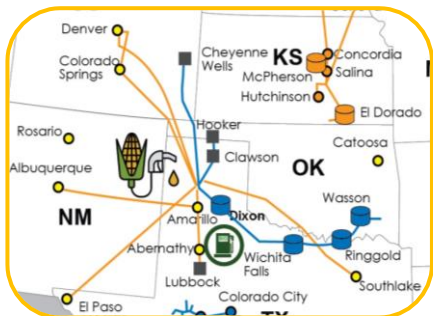 Denver
Cheyenne
Wells
KS
Concordia
Colorado
Springs
McPherson
Salina
Hutchinson
El Dorado
Hooker
Rosario
Clawson
OK
Catoosa
Albuquerque
Wasson
NM
Amarillo
Dixon
Abernathy
Wichita
Falls
Ringgold
Lubbock
Southlake
El Paso
Colorado City
TX